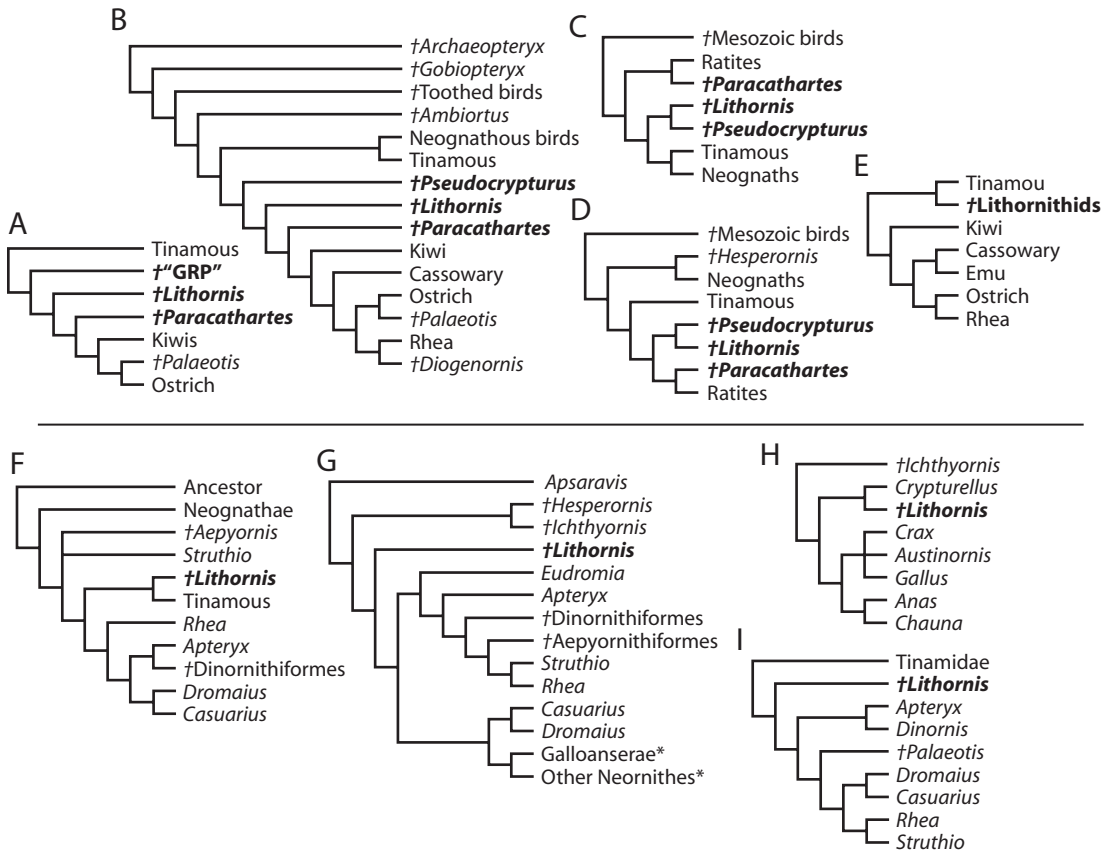 A
Tinamous
†“GRP”
†Lithornis
†Paracathartes
Kiwis
†Palaeotis
Ostrich
B
†Archaeopteryx
†Gobiopteryx
†Toothed birds
†Ambiortus
Neognathous birds
Tinamous
†Pseudocrypturus
†Lithornis
†Paracathartes
Kiwi
Cassowary
Ostrich
†Palaeotis
Rhea
†Diogenornis
C
†Mesozoic birds
Ratites
†Paracathartes
†Lithornis
†Pseudocrypturus
Tinamous
Neognaths
D
†Mesozoic birds
†Hesperornis
Neognaths
Tinamous
†Pseudocrypturus
†Lithornis
†Paracathartes
Ratites
E
Tinamou
†Lithornithids
Kiwi
Cassowary
Emu
Ostrich
Rhea
F
Ancestor
Neognathae
†Aepyornis
Struthio
†Lithornis
Tinamous
Rhea
Apteryx
†Dinornithiformes
Dromaius
Casuarius
G
Apsaravis
†Hesperornis
†Ichthyornis
†Lithornis
Eudromia
Apteryx
†Dinornithiformes
†Aepyornithiformes
Struthio
Rhea
Casuarius
Dromaius
Galloanserae*
Other Neornithes*
H
†Ichthyornis
Crypturellus
†Lithornis
Crax
Austinornis
Gallus
Anas
Chauna
I
Tinamidae
†Lithornis
Apteryx
Dinornis
†Palaeotis
Dromaius
Casuarius
Rhea
Struthio